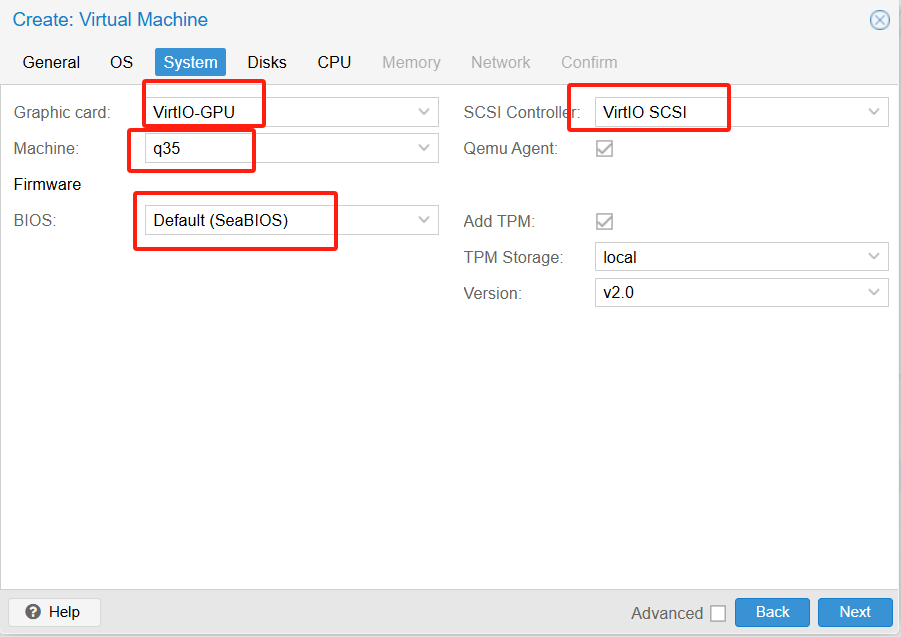 Create: Virtual Machine
General OS System Disks CPU Memory Network Confirm
Graphic card: VirtIO-GPU
Machine: q35
Firmware
BIOS: Default (SeaBIOS)
SCSI Controller: VirtIO SCSI
Qemu Agent:
Add TPM:
TPM Storage: local
Version: v2.0
Help Advanced Back Next